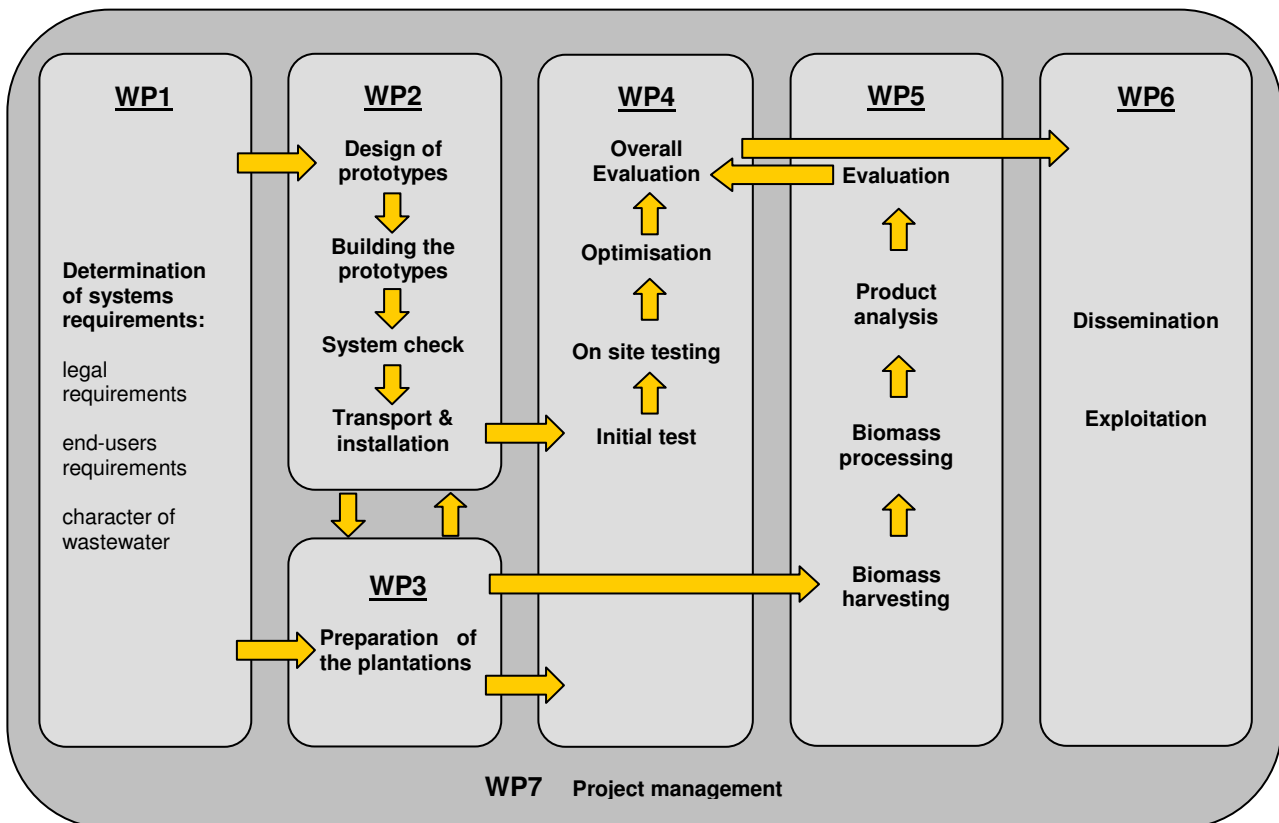 WP1
Determination
of systems
requirements:
legal
requirements
end-users
requirements
character of
wastewater
WP2
Design of
prototypes
Building the
prototypes
System check
Transport &
installation
WP3
Preparation of
the plantations
WP4
Overall
Evaluation
Optimisation
On site testing
Initial test
WP5
Evaluation
Product
analysis
Biomass
processing
Biomass
harvesting
WP6
Dissemination
Exploitation
WP7 Project management